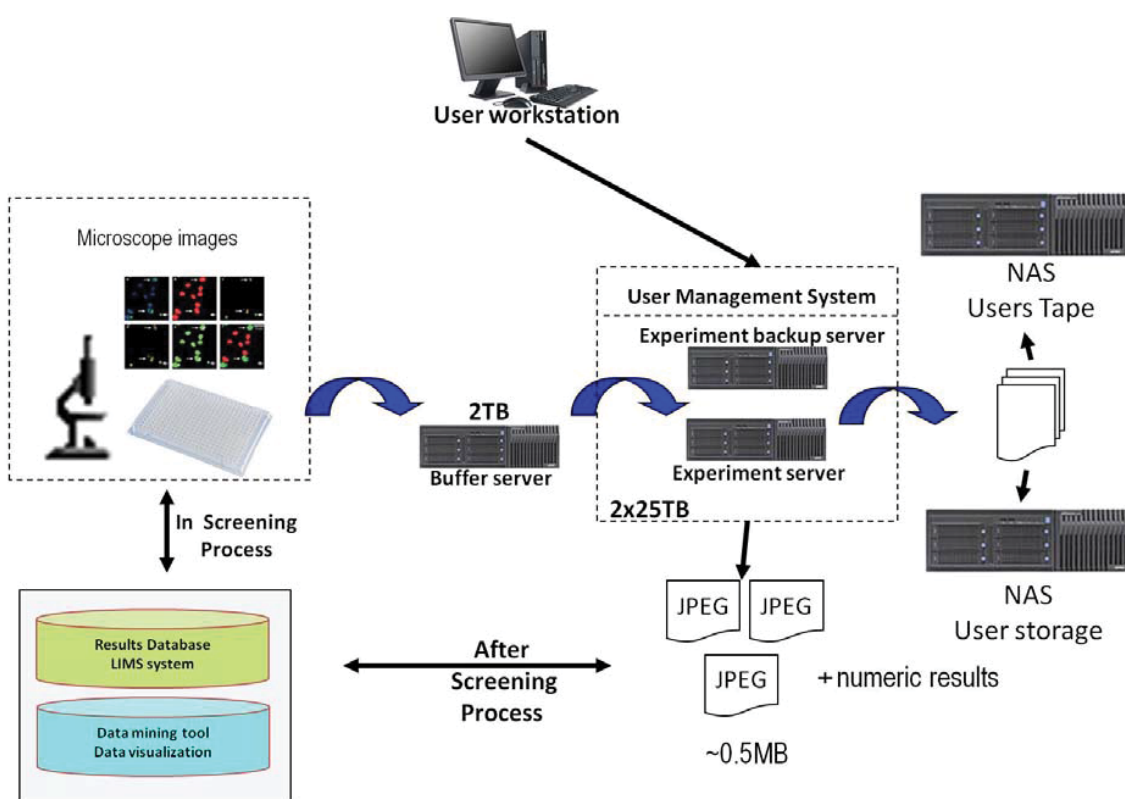 User workstation
Microscope images
User Management System
Experiment backup server
Experiment server
2x25TB
2TB
Buffer server
NAS
Users Tape
NAS
User storage
In Screening
Process
Results Database
LIMS system
Data mining tool
Data visualization
After
Screening
Process
JPEG
JPEG
JPEG
+ numeric results
~0.5MB